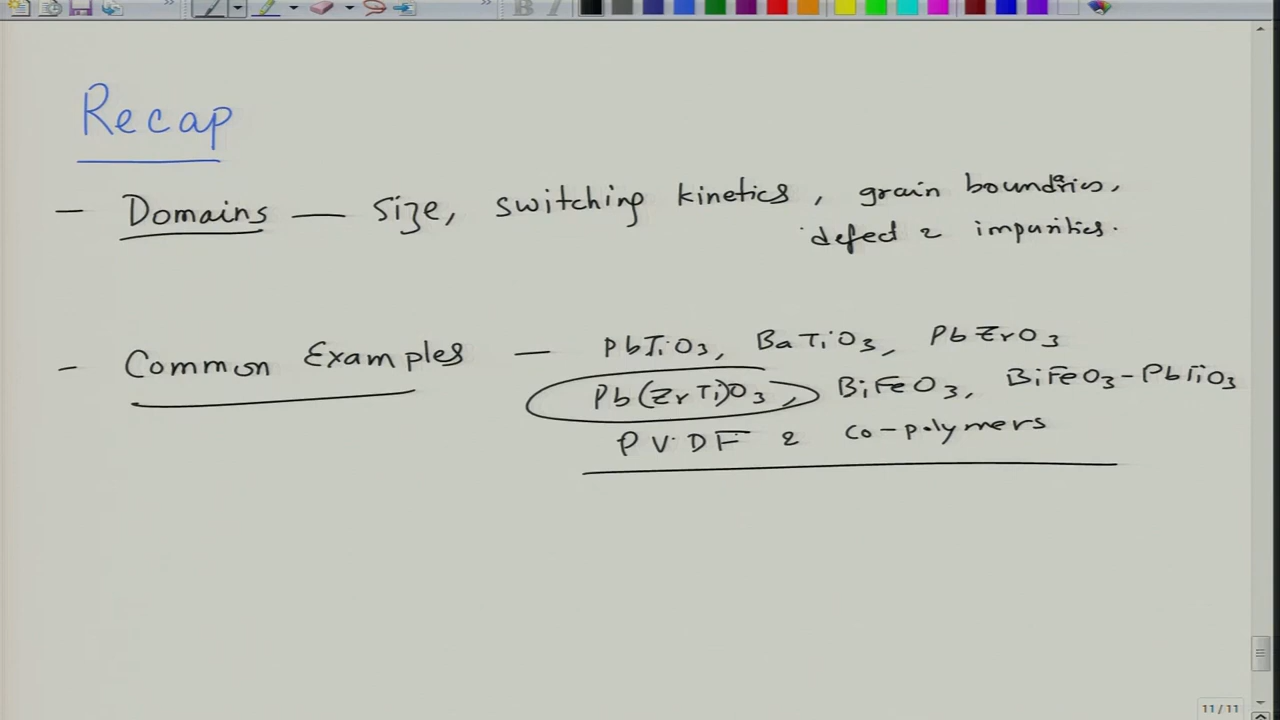 Recap
- Domains — size, switching kinetics, grain boundries,
defect & impurities.
- Common Examples — PbTiO3, BaTiO3, PbZrO3
Pb(ZrTi)O3, BiFeO3, BiFeO3-PbTiO3
PVDF & co-polymers
11/11